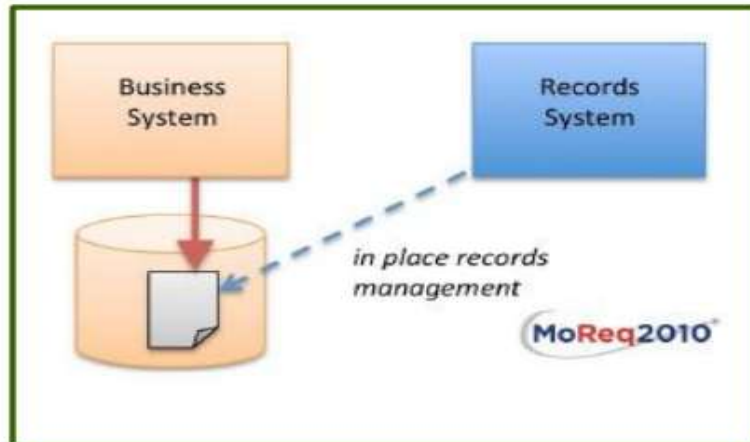 Business
System
Records
System
in place records
management
MoReq2010®